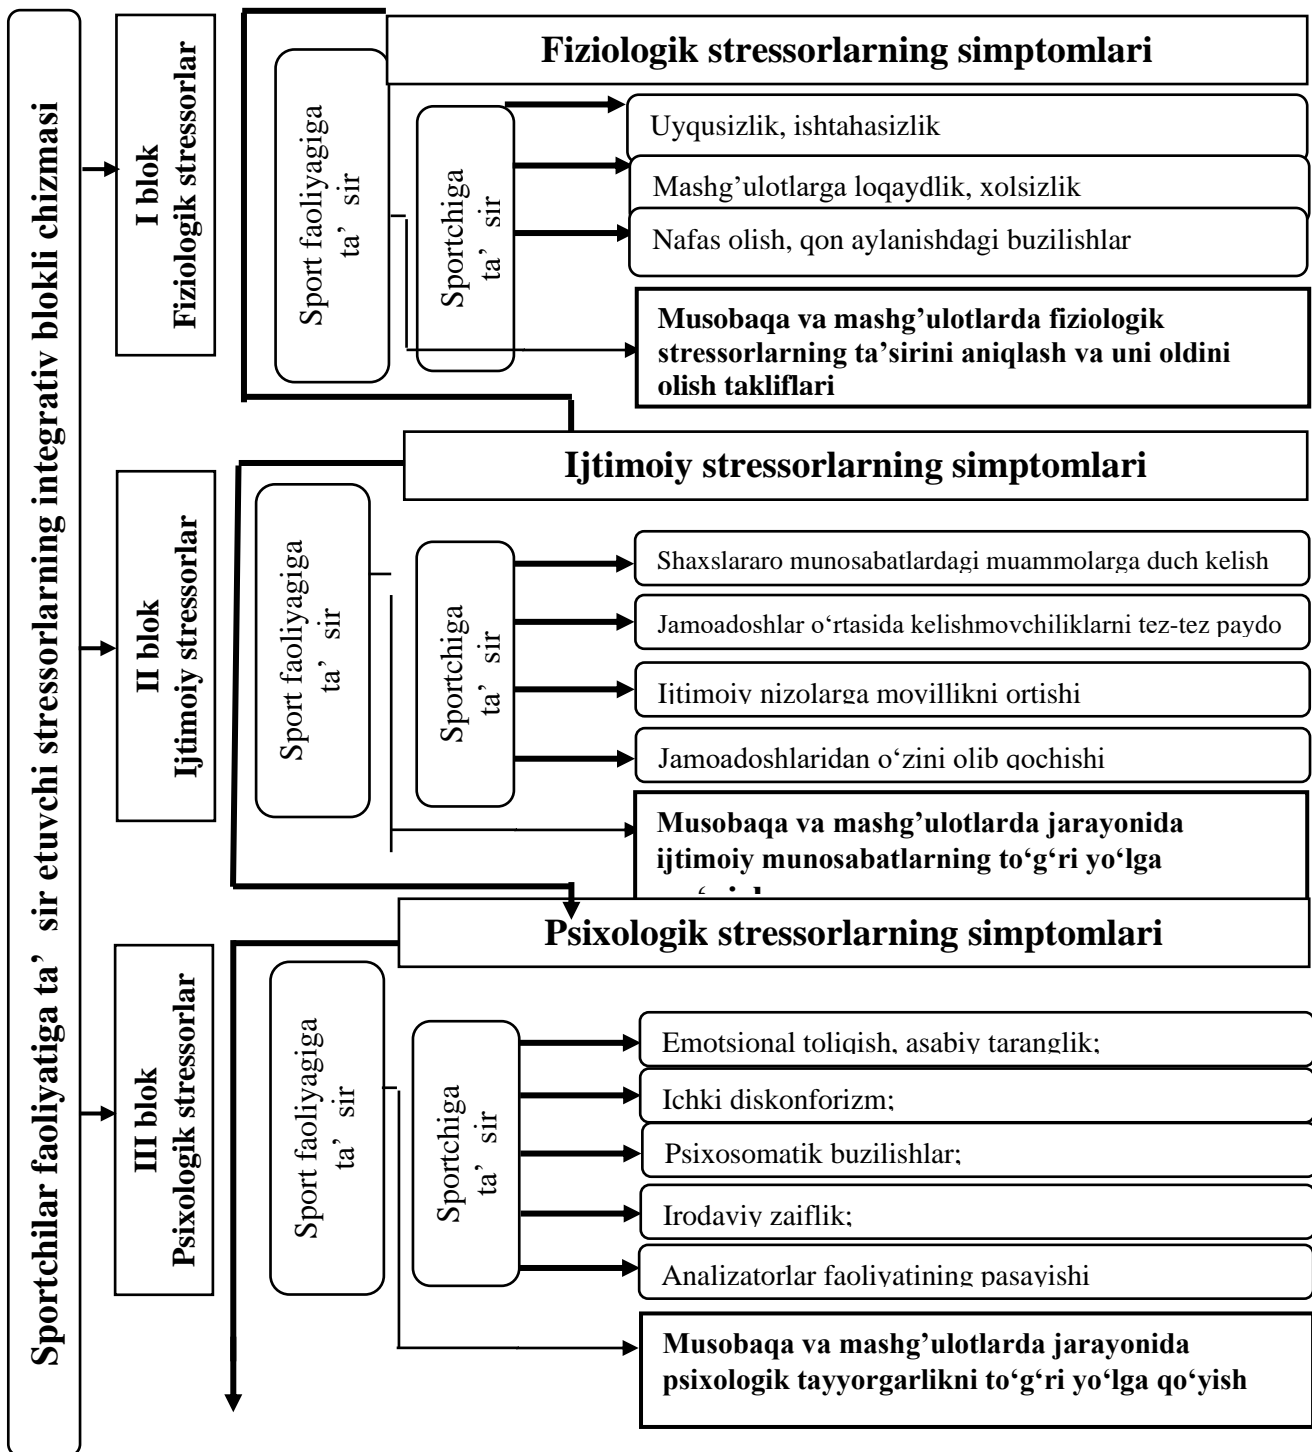 Sportchilar faoliyatiga ta’ sir etuvchi stressorlarning integrativ blokli chizmasi
I blok
Fiziologik stressorlar
Sport faoliyagiga
ta’ sir
Sportchiga
ta’ sir
Fiziologik stressorlarning simptomlari
Uyqusizlik, ishtahasizlik
Mashg’ulotlarga loqaydlik, xolsizlik
Nafas olish, qon aylanishdagi buzilishlar
Musobaqa va mashg’ulotlarda fiziologik
stressorlarning ta’sirini aniqlash va uni oldini
olish takliflari
II blok
Ijtimoiy stressorlar
Sport faoliyagiga
ta’ sir
Sportchiga
ta’ sir
Ijtimoiy stressorlarning simptomlari
Shaxslararo munosabatlardagi muammolarga duch kelish
Jamoadoshlar o‘rtasida kelishmovchiliklarni tez-tez paydo
Ijtimoiy nizolarga moyillikni ortishi
Jamoadoshlaridan o‘zini olib qochishi
Musobaqa va mashg‘ulotlarda jarayonida
ijtimoiy munosabatlarning to‘g‘ri yo‘lga
III blok
Psixologik stressorlar
Sport faoliyagiga
ta’ sir
Sportchiga
ta’ sir
Psixologik stressorlarning simptomlari
Emotsional toliqish, asabiy taranglik;
Ichki diskonforizm;
Psixosomatik buzilishlar;
Irodaviy zaiflik;
Analizatorlar faoliyatining pasayishi
Musobaqa va mashg’ulotlarda jarayonida
psixologik tayyorgarlikni to‘g‘ri yo‘lga qo‘yish